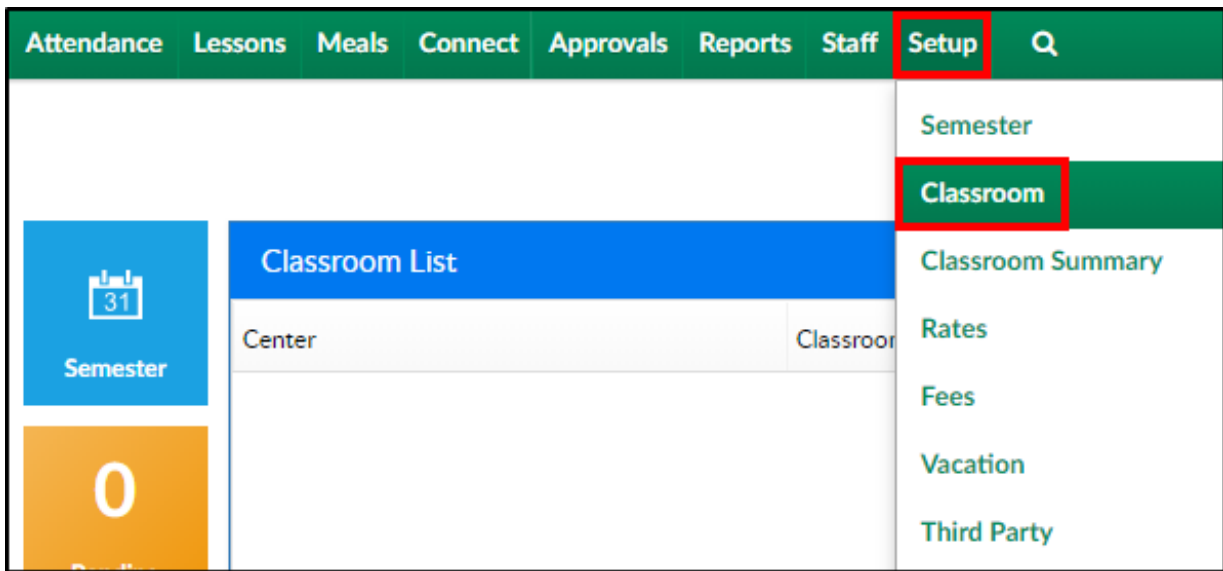 Attendance Lessons Meals Connect Approvals Reports Staff Setup
Semester
Classroom
Classroom Summary
Rates
Fees
Vacation
Third Party
31
Semester
0
Classroom List
Center